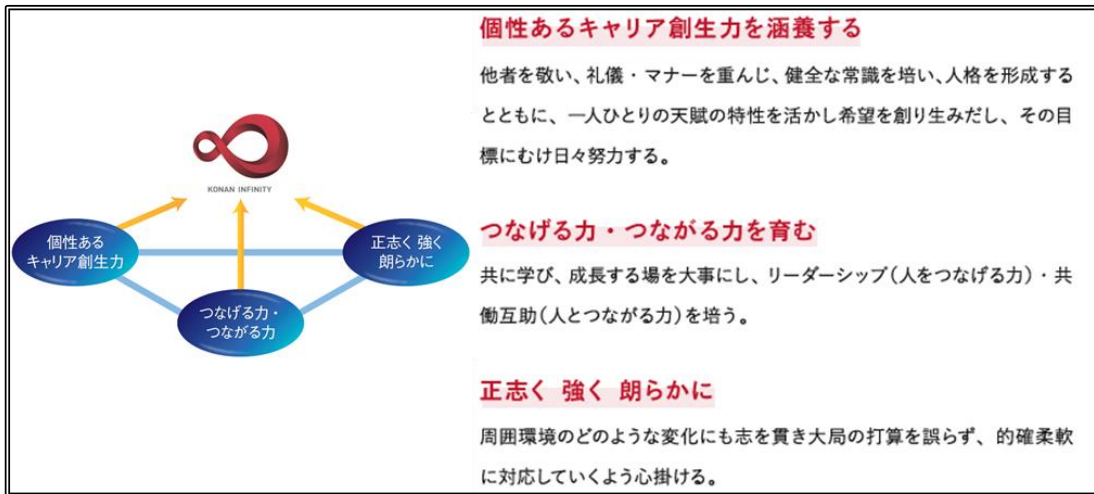 KONAN INFINITY
個性ある
キャリア創生力
正志く 強く
朗らかに
つなげる力・
つながる力
個性あるキャリア創生力を涵養する
他者を敬い、礼儀・マナーを重んじ、健全な常識を培い、人格を形成する
とともに、一人ひとりの天賦の特性を活かし希望を創り生みだし、その目
標にむけ日々努力する。
つなげる力・つながる力を育む
共に学び、成長する場を大事にし、リーダーシップ(人をつなげる力)・共
働互助(人とつながる力)を培う。
正志く 強く 朗らかに
周囲環境のどのような変化にも志を貫き大局の打算を誤らず、的確柔軟
に対応していくよう心掛ける。